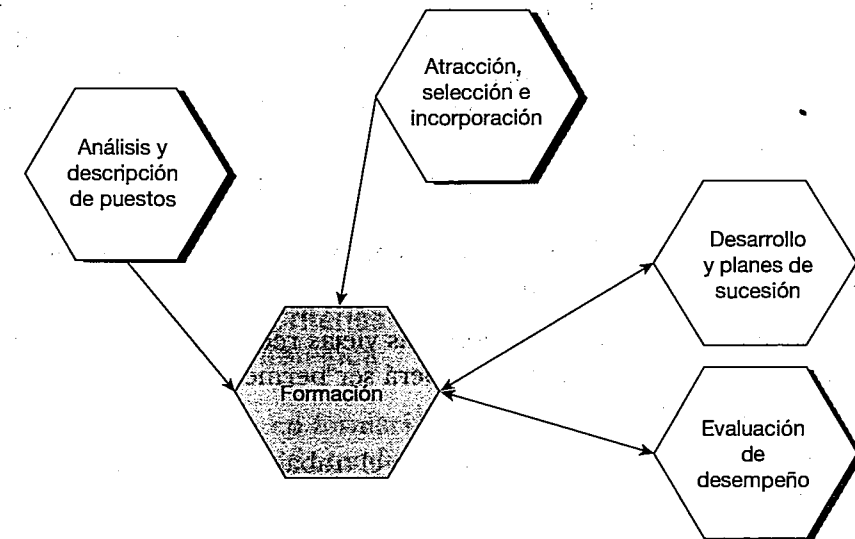 Atracción,
selección e
incorporación
Análisis y
descripción
de puestos
Desarrollo
y planes de
sucesión
Formación
Evaluación
de
desempeño